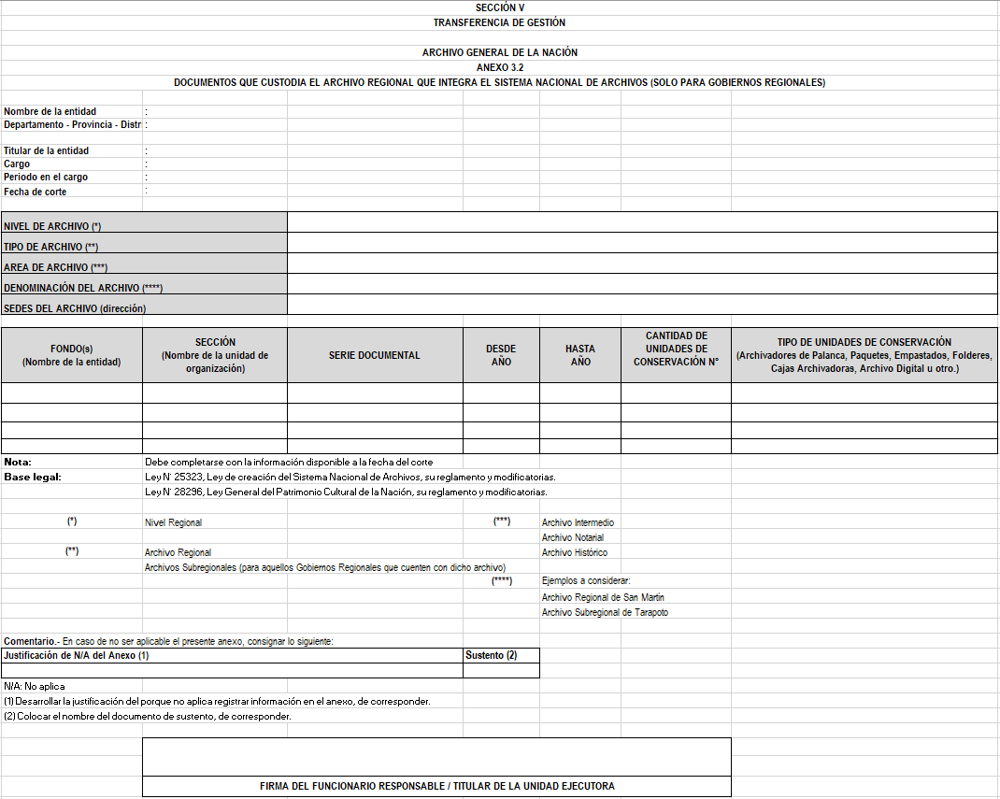 SECCIÓN V
TRANSFERENCIA DE GESTIÓN
ARCHIVO GENERAL DE LA NACIÓN
ANEXO 3.2
DOCUMENTOS QUE CUSTODIA EL ARCHIVO REGIONAL QUE INTEGRA EL SISTEMA NACIONAL DE ARCHIVOS (SOLO PARA GOBIERNOS REGIONALES)
Nombre de la entidad :
Departamento - Provincia - Distr :
Titular de la entidad :
Cargo :
Periodo en el cargo :
Fecha de corte :
NIVEL DE ARCHIVO (*)
TIPO DE ARCHIVO (**)
AREA DE ARCHIVO (***)
DENOMINACIÓN DEL ARCHIVO (****)
SEDES DEL ARCHIVO (dirección)
FONDO(s)
(Nombre de la entidad)
SECCIÓN
(Nombre de la unidad de
organización)
SERIE DOCUMENTAL
DESDE
AÑO
HASTA
AÑO
CANTIDAD DE
UNIDADES DE
CONSERVACIÓN N°
TIPO DE UNIDADES DE CONSERVACIÓN
(Archivadores de Palanca, Paquetes, Empastados, Folderes,
Cajas Archivadoras, Archivo Digital u otro.)
Nota: Debe completarse con la información disponible a la fecha del corte
Base legal: Ley N° 25323, Ley de creación del Sistema Nacional de Archivos, su reglamento y modificatorias.
Ley N° 28296, Ley General del Patrimonio Cultural de la Nación, su reglamento y modificatorias.
(*) Nivel Regional (***) Archivo Intermedio
Archivo Notarial
(**) Archivo Regional Archivo Histórico
Archivos Subregionales (para aquellos Gobiernos Regionales que cuenten con dicho archivo)
(****) Ejemplos a considerar:
Archivo Regional de San Martín
Archivo Subregional de Tarapoto
Comentario.- En caso de no ser aplicable el presente anexo, consignar lo siguiente:
Justificación de N/A del Anexo (1) Sustento (2)
N/A: No aplica
(1) Desarrollar la justificación del porque no aplica registrar información en el anexo, de corresponder.
(2) Colocar el nombre del documento de sustento, de corresponder.
FIRMA DEL FUNCIONARIO RESPONSABLE / TITULAR DE LA UNIDAD EJECUTORA